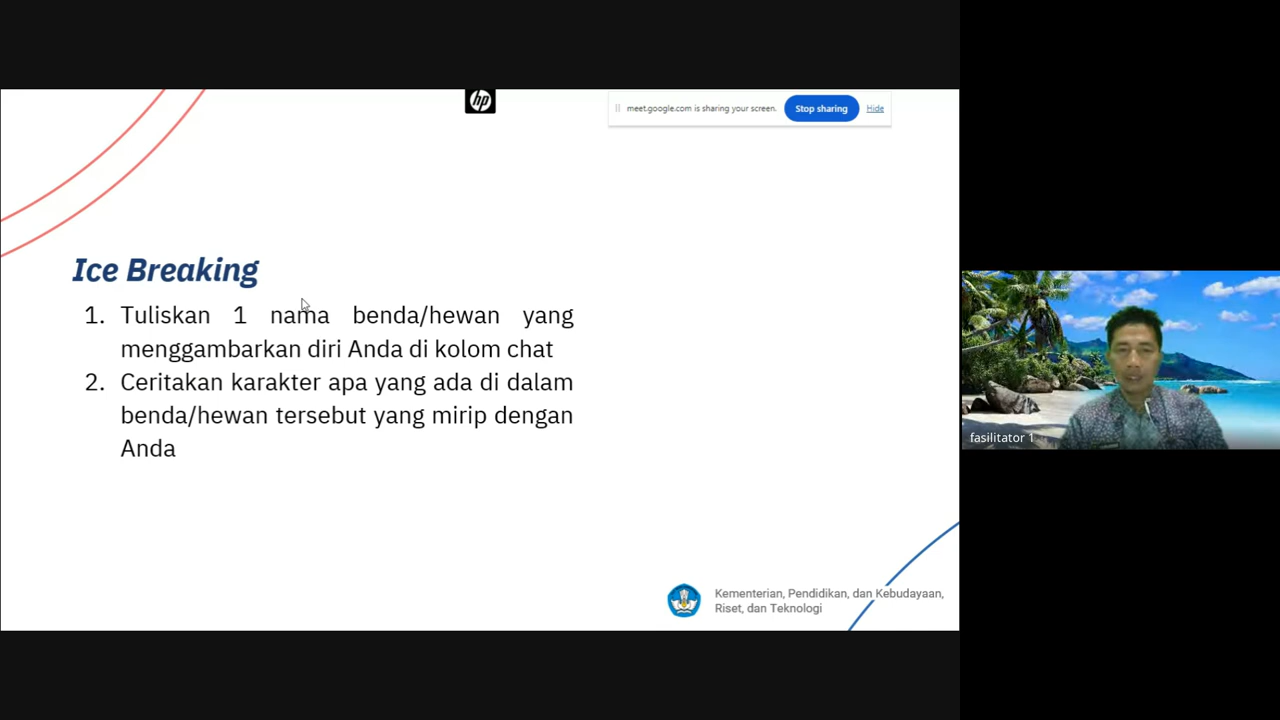 hp
meet.google.com is sharing your screen.
Stop sharing
Hide
Ice Breaking
1. Tuliskan 1 nama benda/hewan yang
menggambarkan diri Anda di kolom chat
2. Ceritakan karakter apa yang ada di dalam
benda/hewan tersebut yang mirip dengan
Anda
fasilitator 1
Kementerian, Pendidikan, dan Kebudayaan,
Riset, dan Teknologi